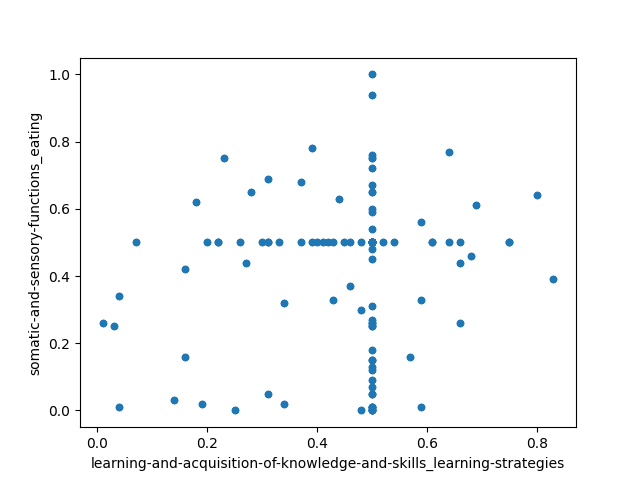 1.0
0.8
0.6
0.4
0.2
0.0
somatic-and-sensory-functions_eating
0.0 0.2 0.4 0.6 0.8
learning-and-acquisition-of-knowledge-and-skills_learning-strategies